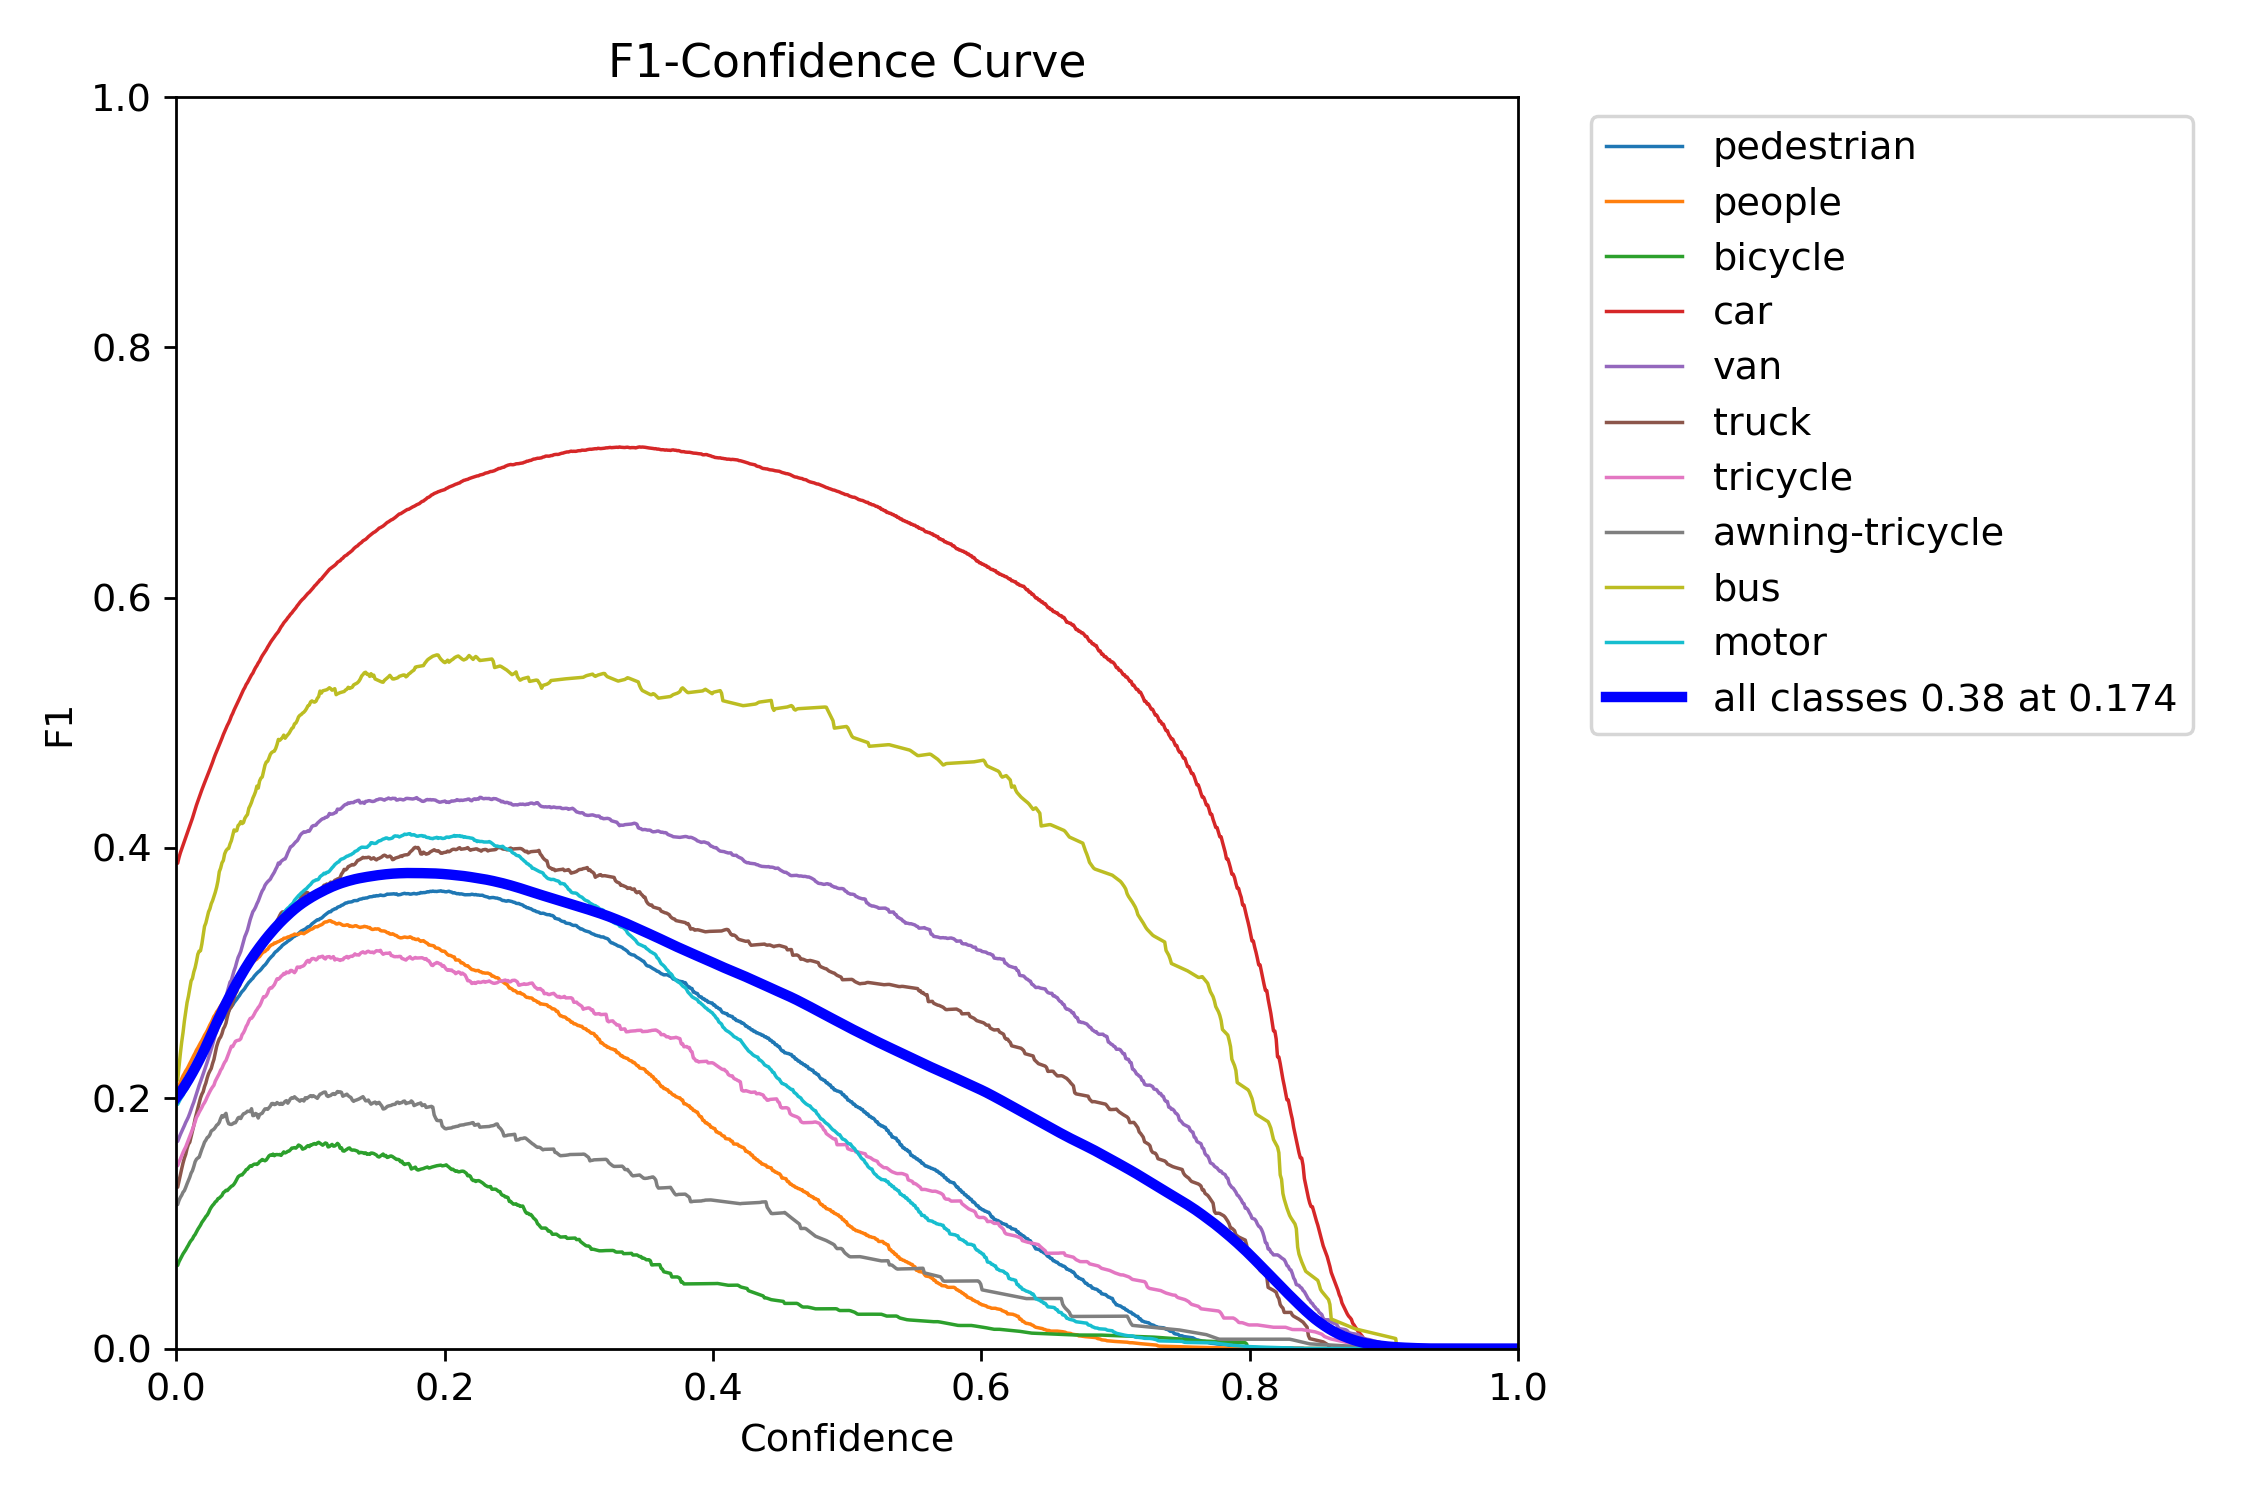 F1-Confidence Curve
1.0
0.8
0.6
0.4
0.2
0.0
F1
0.0 0.2 0.4 0.6 0.8 1.0
Confidence
pedestrian
people
bicycle
car
van
truck
tricycle
awning-tricycle
bus
motor
all classes 0.38 at 0.174